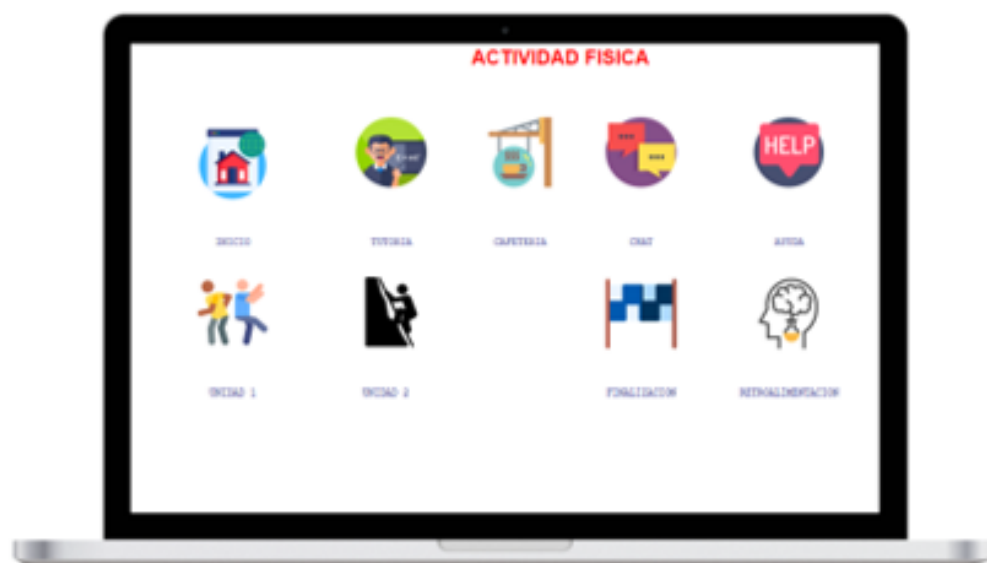 ACTIVIDAD FISICA
HELP
INICIO
TUTORIA
CAFETERIA
CHAT
AYUDA
UNIDAD 1
UNIDAD 2
FINALIZACION
RETROALIMENTACION